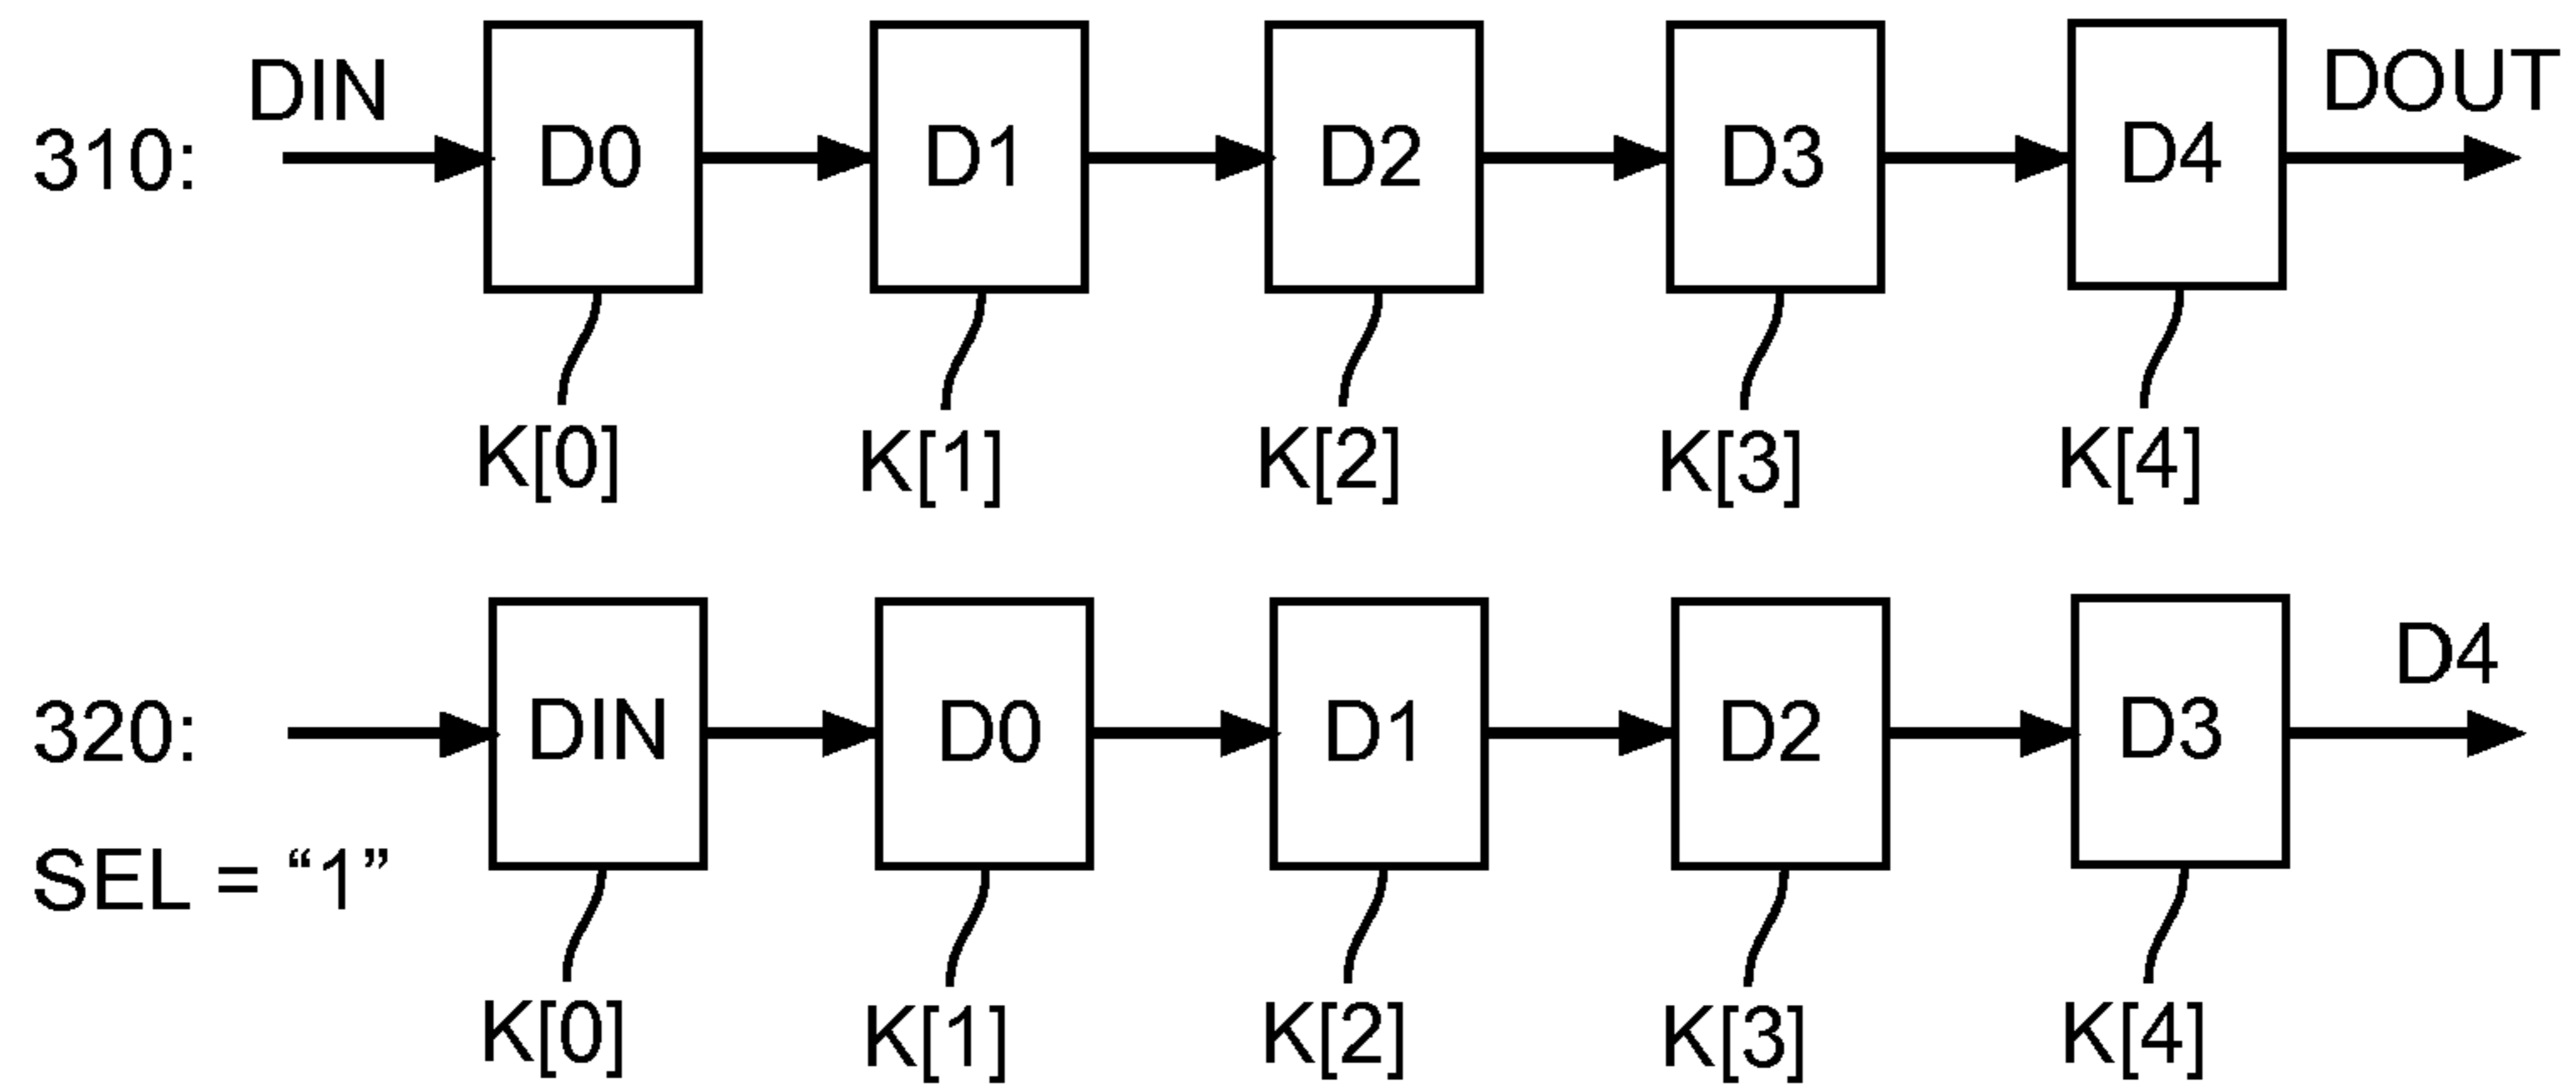 310: DIN D0 D1 D2 D3 D4 DOUT
K[0] K[1] K[2] K[3] K[4]
320: DIN D0 D1 D2 D3 D4
SEL = “1”
K[0] K[1] K[2] K[3] K[4]